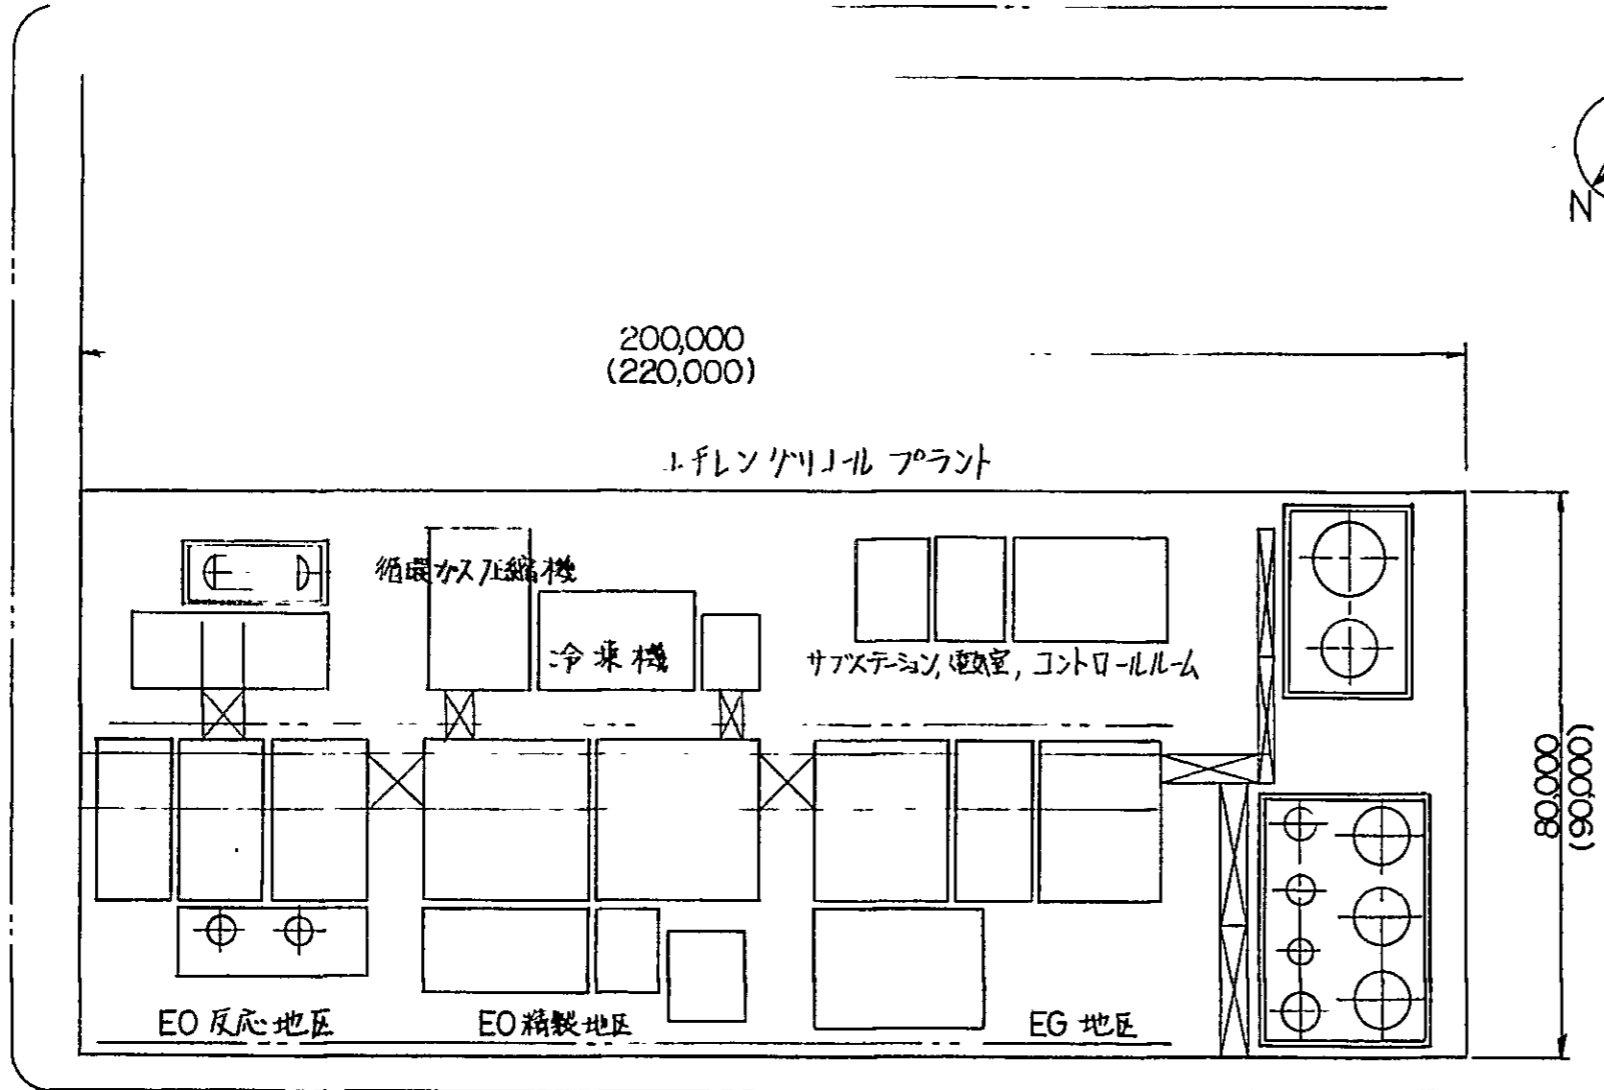 N
200,000
(220,000)
エチレングリコール プラント
循環ガス圧縮機
冷凍機
サブステーション, 電気室, コントロールルーム
80,000
(90,000)
EO 反応地区
EO 精製地区
EG 地区